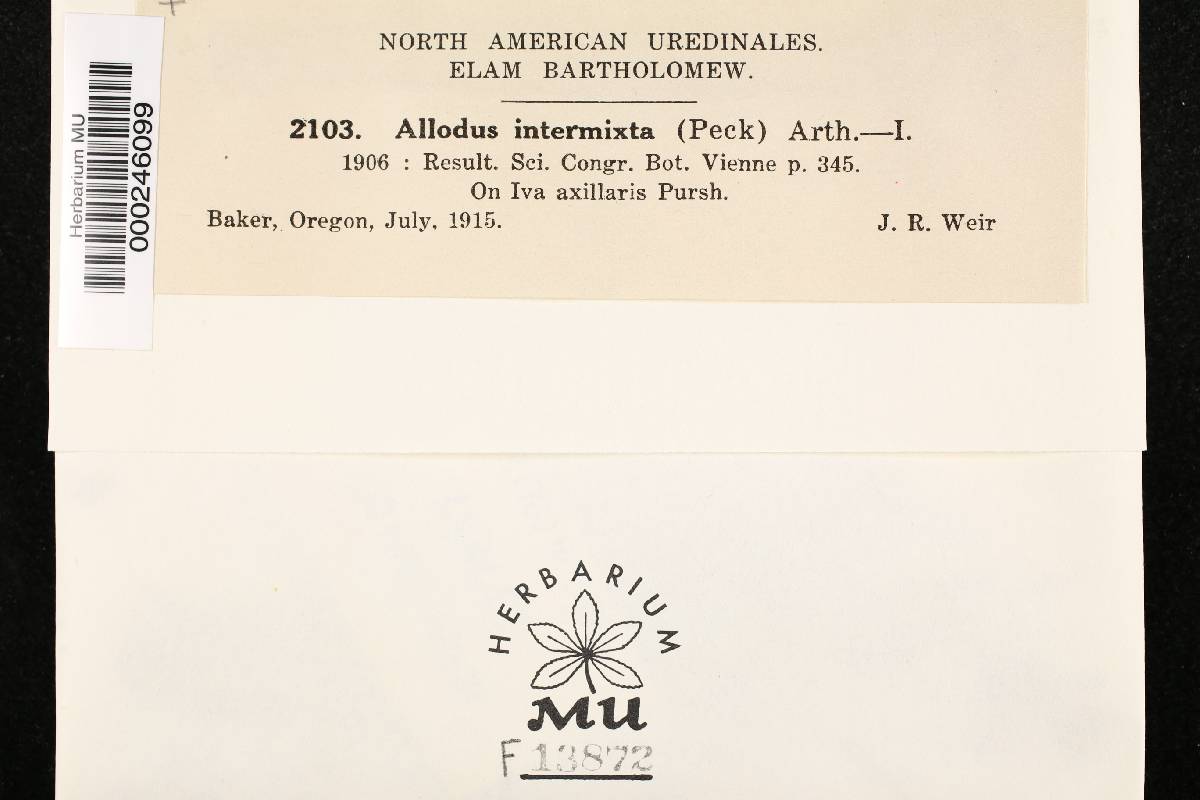 NORTH AMERICAN UREDINALES.
ELAM BARTHOLOMEW.
2103. Allodus intermixta (Peck) Arth.—I.
1906 : Result. Sci. Congr. Bot. Vienne p. 345.
On Iva axillaris Pursh.
Baker, Oregon, July, 1915. J. R. Weir
Herbarium MU
000246099
HERBARIUM
MU
F 13872